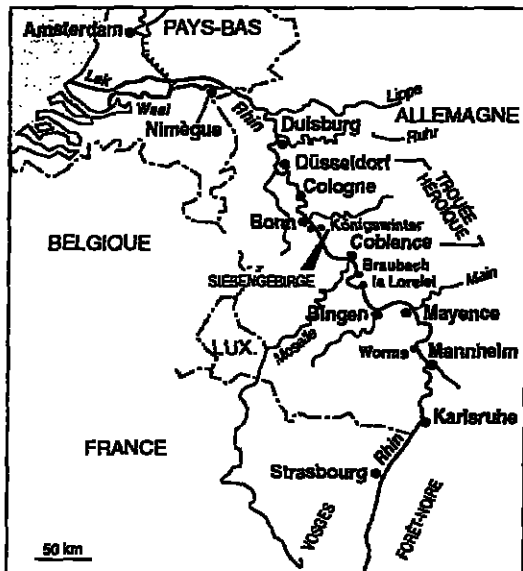 Amsterdam
PAYS-BAS
Lek
Waal
Nimègue
Rhin
Lippe
ALLEMAGNE
Duisburg
Ruhr
Düsseldorf
TROUÉE
HÉROÏQUE
Cologne
Bonn
Königswinter
BELGIQUE
Coblence
SIEBENGEBIRGE
Braubach
la Lorelei
Main
Bingen
Mayence
LUX.
Moselle
Worms
Mannheim
Karlsruhe
FRANCE
Rhin
Strasbourg
VOSGES
FORÊT-NOIRE
50 km